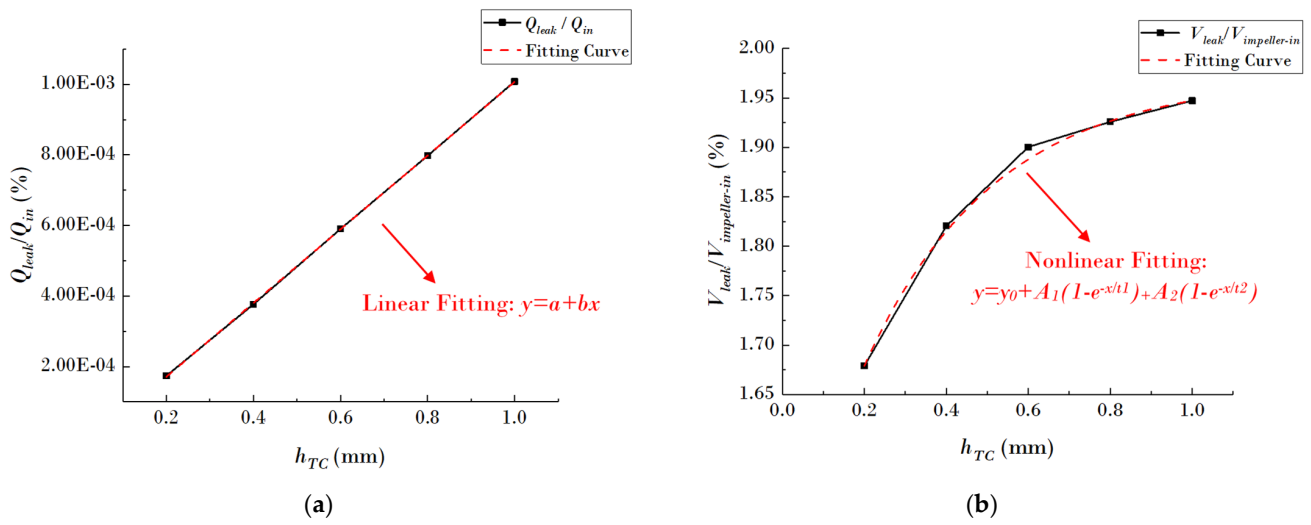 Q_leak / Q_in
Fitting Curve
1.00E-03
8.00E-04
6.00E-04
4.00E-04
2.00E-04
Q_leak/Q_in (%)
Linear Fitting: y=a+bx
0.2 0.4 0.6 0.8 1.0
h_TC (mm)
(a)
V_leak/V_impeller-in
Fitting Curve
2.00
1.95
1.90
1.85
1.80
1.75
1.70
1.65
V_leak/V_impeller-in (%)
Nonlinear Fitting:
y=y_0+A_1(1-e^-x/t1)+A_2(1-e^-x/t2)
0.0 0.2 0.4 0.6 0.8 1.0
h_TC (mm)
(b)